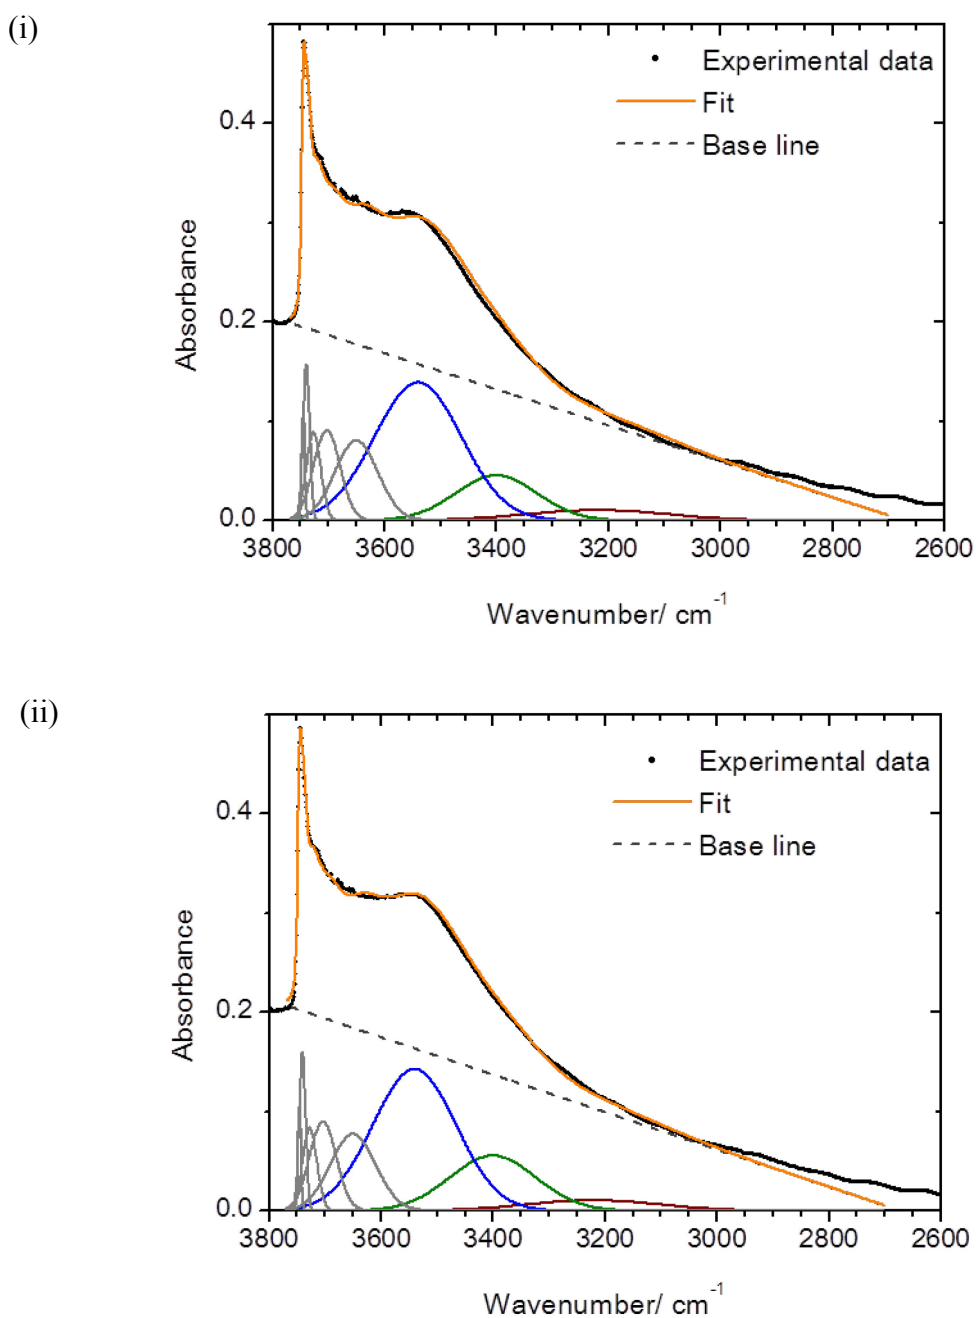 (i)
Experimental data
Fit
Base line
0.4
0.2
0.0
Absorbance
3800 3600 3400 3200 3000 2800 2600
Wavenumber/ cm⁻¹
(ii)
Experimental data
Fit
Base line
0.4
0.2
0.0
Absorbance
3800 3600 3400 3200 3000 2800 2600
Wavenumber/ cm⁻¹